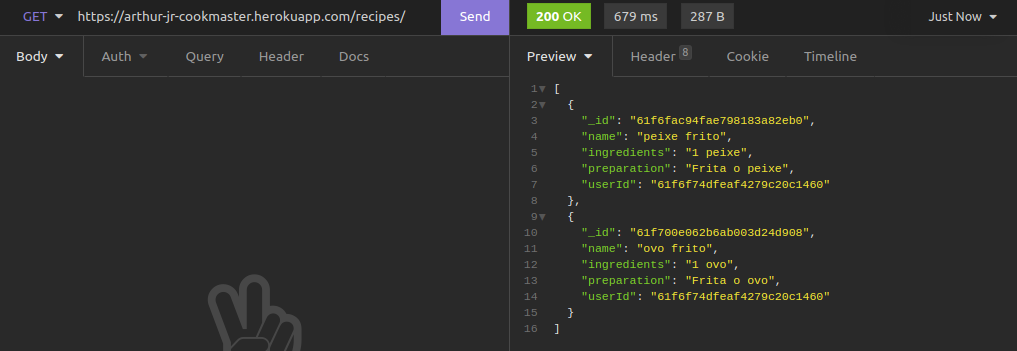 GET https://arthur-jr-cookmaster.herokuapp.com/recipes/ Send 200 OK 679 ms 287 B Just Now
Body Auth Query Header Docs Preview Header 8 Cookie Timeline
1 [
2 {
3 "_id": "61f6fac94fae798183a82eb0",
4 "name": "peixe frito",
5 "ingredients": "1 peixe",
6 "preparation": "Frita o peixe",
7 "userId": "61f6f74dfeaf4279c20c1460"
8 },
9 {
10 "_id": "61f700e062b6ab003d24d908",
11 "name": "ovo frito",
12 "ingredients": "1 ovo",
13 "preparation": "Frita o ovo",
14 "userId": "61f6f74dfeaf4279c20c1460"
15 }
16 ]